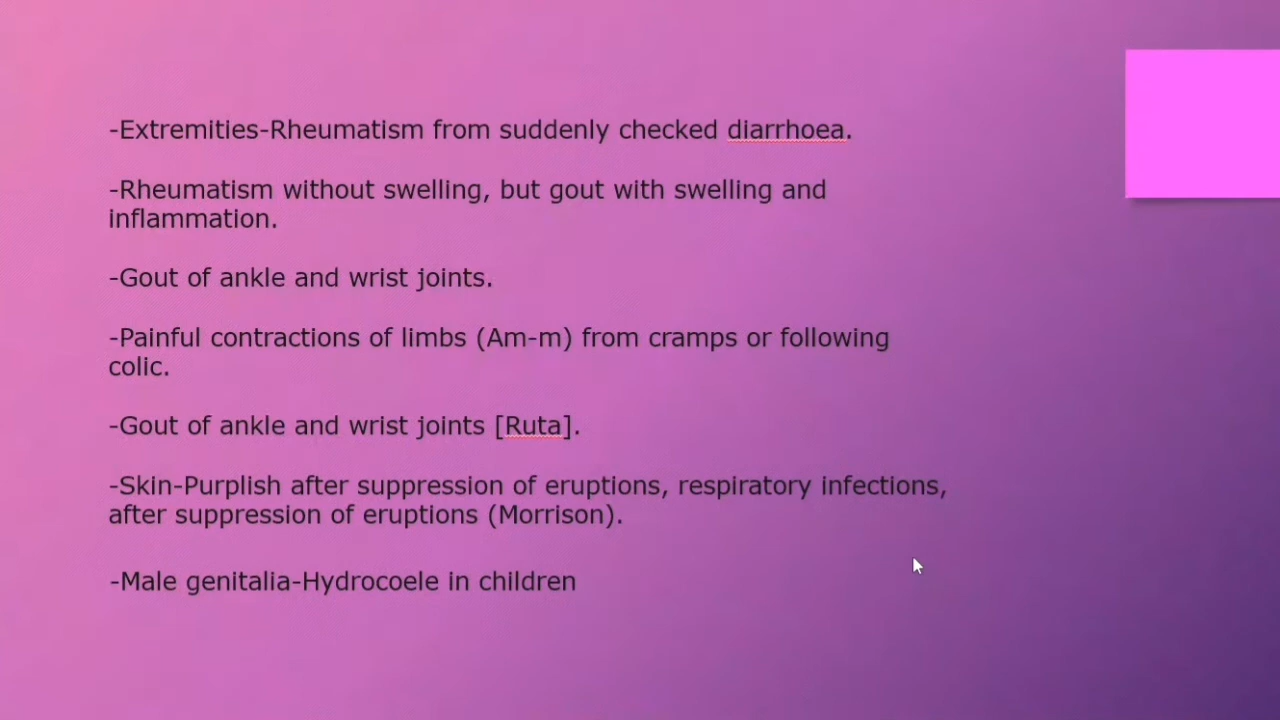 -Extremities-Rheumatism from suddenly checked diarrhoea.
-Rheumatism without swelling, but gout with swelling and
inflammation.
-Gout of ankle and wrist joints.
-Painful contractions of limbs (Am-m) from cramps or following
colic.
-Gout of ankle and wrist joints [Ruta].
-Skin-Purplish after suppression of eruptions, respiratory infections,
after suppression of eruptions (Morrison).
-Male genitalia-Hydrocoele in children